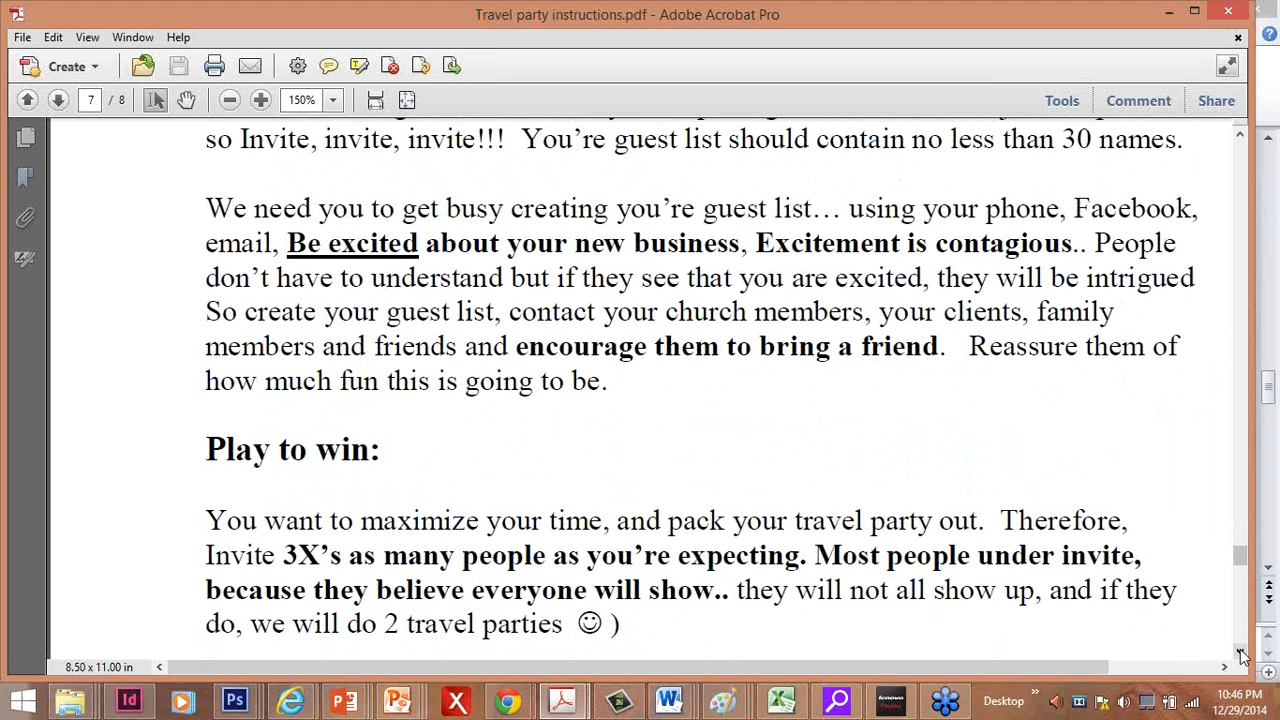 Travel party instructions.pdf - Adobe Acrobat Pro
File Edit View Window Help
Create
7 / 8 150% Tools Comment Share
so Invite, invite, invite!!! You’re guest list should contain no less than 30 names.
We need you to get busy creating you’re guest list… using your phone, Facebook,
email, Be excited about your new business, Excitement is contagious.. People
don’t have to understand but if they see that you are excited, they will be intrigued
So create your guest list, contact your church members, your clients, family
members and friends and encourage them to bring a friend. Reassure them of
how much fun this is going to be.
Play to win:
You want to maximize your time, and pack your travel party out. Therefore,
Invite 3X’s as many people as you’re expecting. Most people under invite,
because they believe everyone will show.. they will not all show up, and if they
do, we will do 2 travel parties ☺ )
8.50 x 11.00 in
Desktop
10:46 PM
12/29/2014